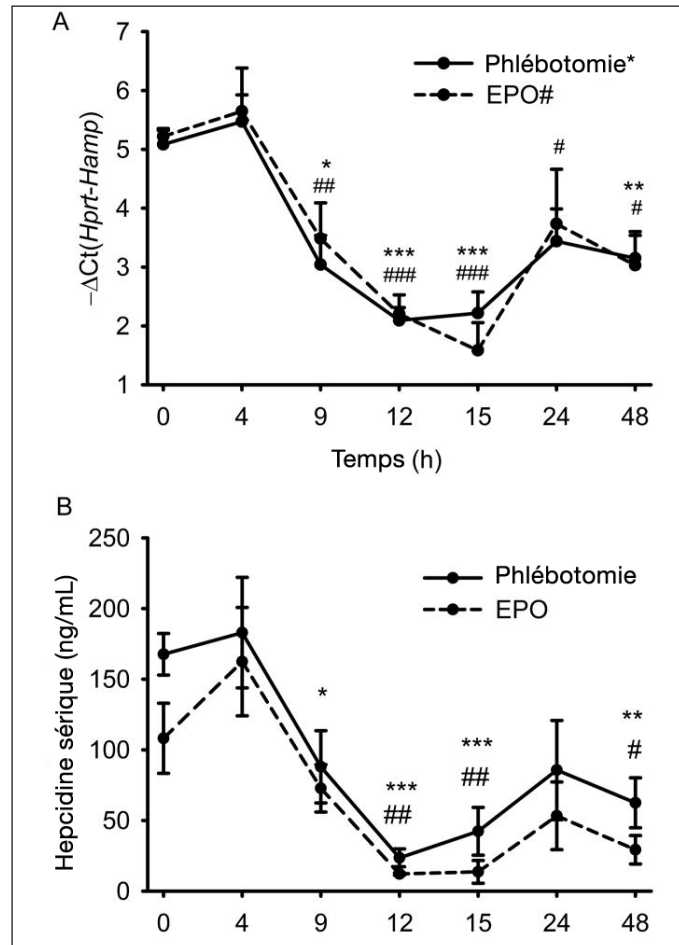 A
7
6
5
4
3
2
1
−ΔCt(Hprt-Hamp)
Phlébotomie*
EPO#
*
##
***
###
***
###
#
**
#
0 4 9 12 15 24 48
Temps (h)
B
250
200
150
100
50
0
Hepcidine sérique (ng/mL)
Phlébotomie
EPO
*
***
##
***
##
**
#
0 4 9 12 15 24 48